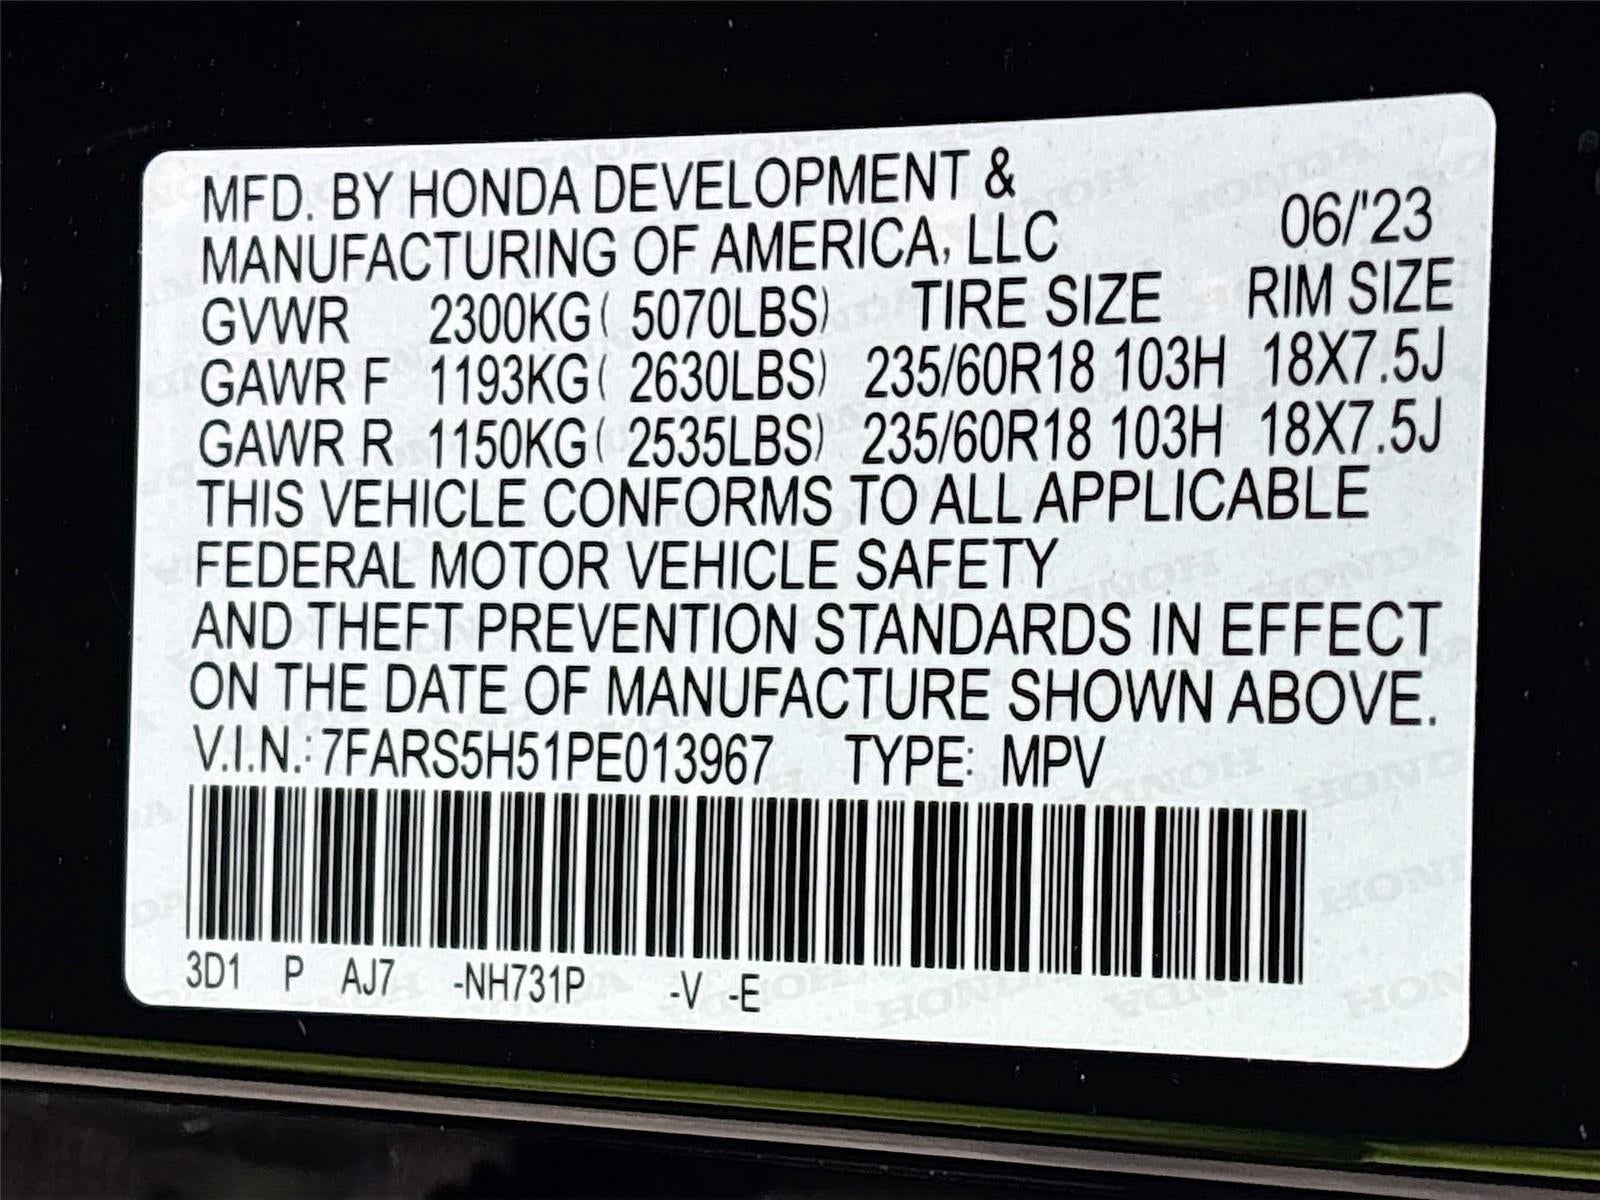 MFD. BY HONDA DEVELOPMENT &
MANUFACTURING OF AMERICA, LLC 06/'23
GVWR 2300KG( 5070LBS) TIRE SIZE RIM SIZE
GAWR F 1193KG( 2630LBS) 235/60R18 103H 18X7.5J
GAWR R 1150KG( 2535LBS) 235/60R18 103H 18X7.5J
THIS VEHICLE CONFORMS TO ALL APPLICABLE
FEDERAL MOTOR VEHICLE SAFETY
AND THEFT PREVENTION STANDARDS IN EFFECT
ON THE DATE OF MANUFACTURE SHOWN ABOVE.
V.I.N.: 7FARS5H51PE013967 TYPE: MPV
3D1 P AJ7 -NH731P -V -E